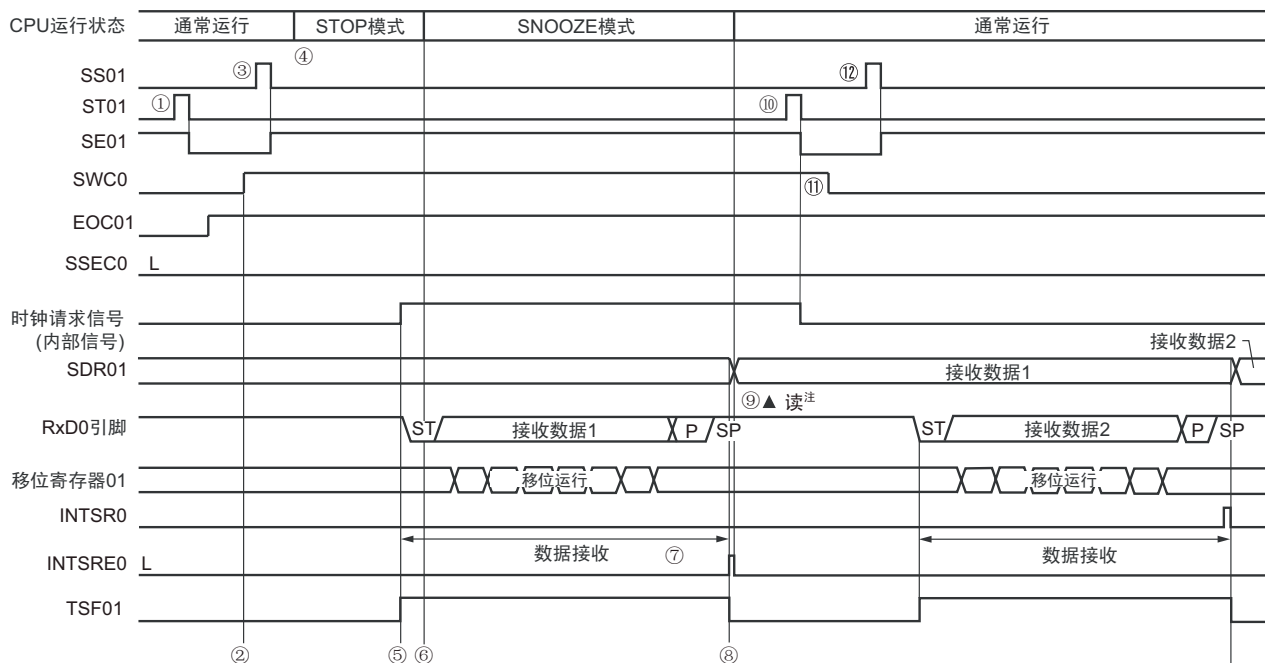 CPU运行状态 通常运行 STOP模式 SNOOZE模式 通常运行
④
SS01 ③ ⑫
ST01 ① ⑩
SE01
SWC0 ⑪
EOC01
SSEC0 L
时钟请求信号
(内部信号)
接收数据2
SDR01 接收数据1
⑨▲ 读注
RxD0引脚 ST 接收数据1 P SP ST 接收数据2 P SP
移位寄存器01 移位运行 移位运行
INTSR0
数据接收 ⑦ 数据接收
INTSRE0 L
TSF01
② ⑤ ⑥ ⑧